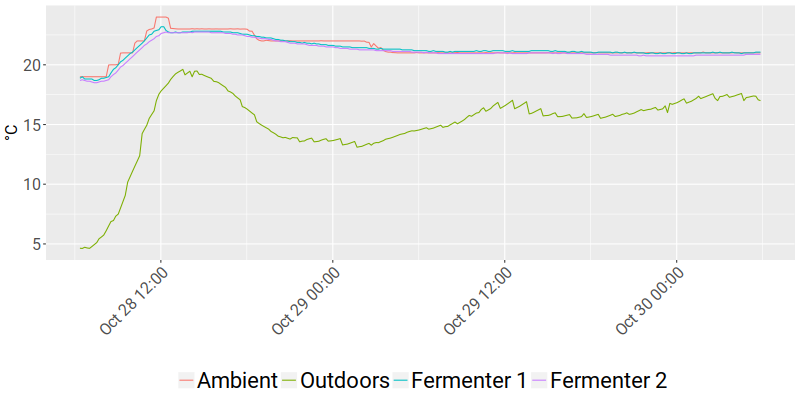 °C
20
15
10
5
Oct 28 12:00
Oct 29 00:00
Oct 29 12:00
Oct 30 00:00
Ambient Outdoors Fermenter 1 Fermenter 2